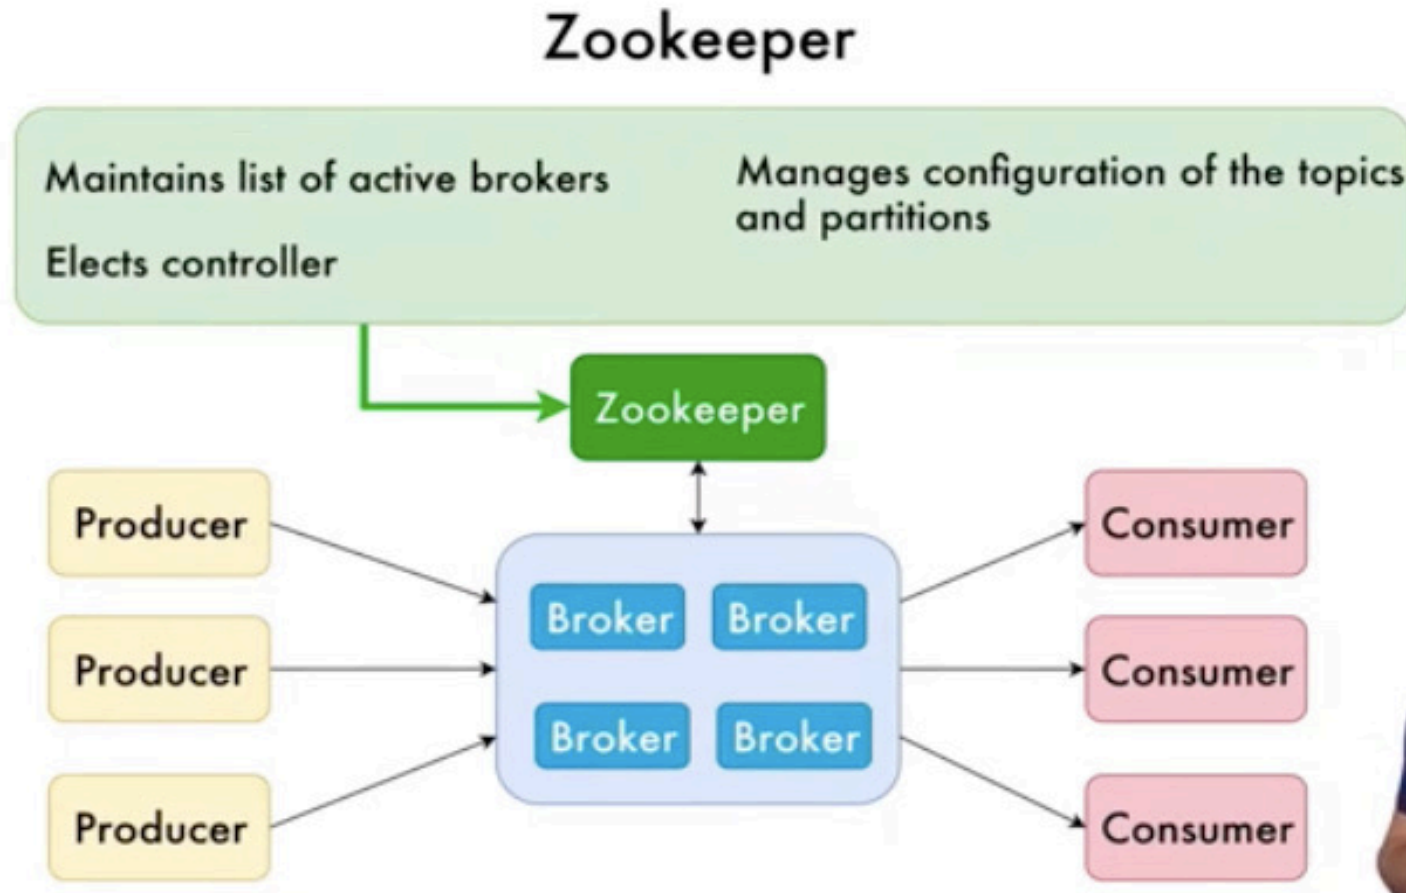 Zookeeper
Maintains list of active brokers
Elects controller
Manages configuration of the topics
and partitions
Zookeeper
Producer
Producer
Producer
Broker
Broker
Broker
Broker
Consumer
Consumer
Consumer